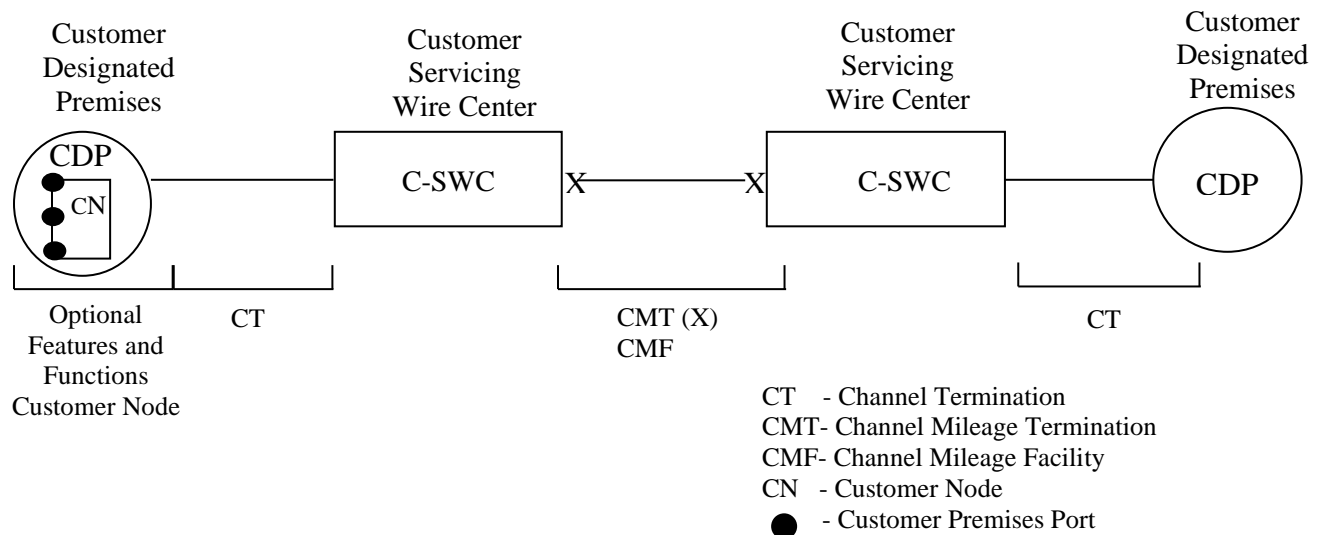 Customer
Designated
Premises
Customer
Servicing
Wire Center
Customer
Servicing
Wire Center
Customer
Designated
Premises
CDP
CN
C-SWC
X
X
C-SWC
CDP
Optional
Features and
Functions
Customer Node
CT
CMT (X)
CMF
CT
CT - Channel Termination
CMT- Channel Mileage Termination
CMF- Channel Mileage Facility
CN - Customer Node
- Customer Premises Port